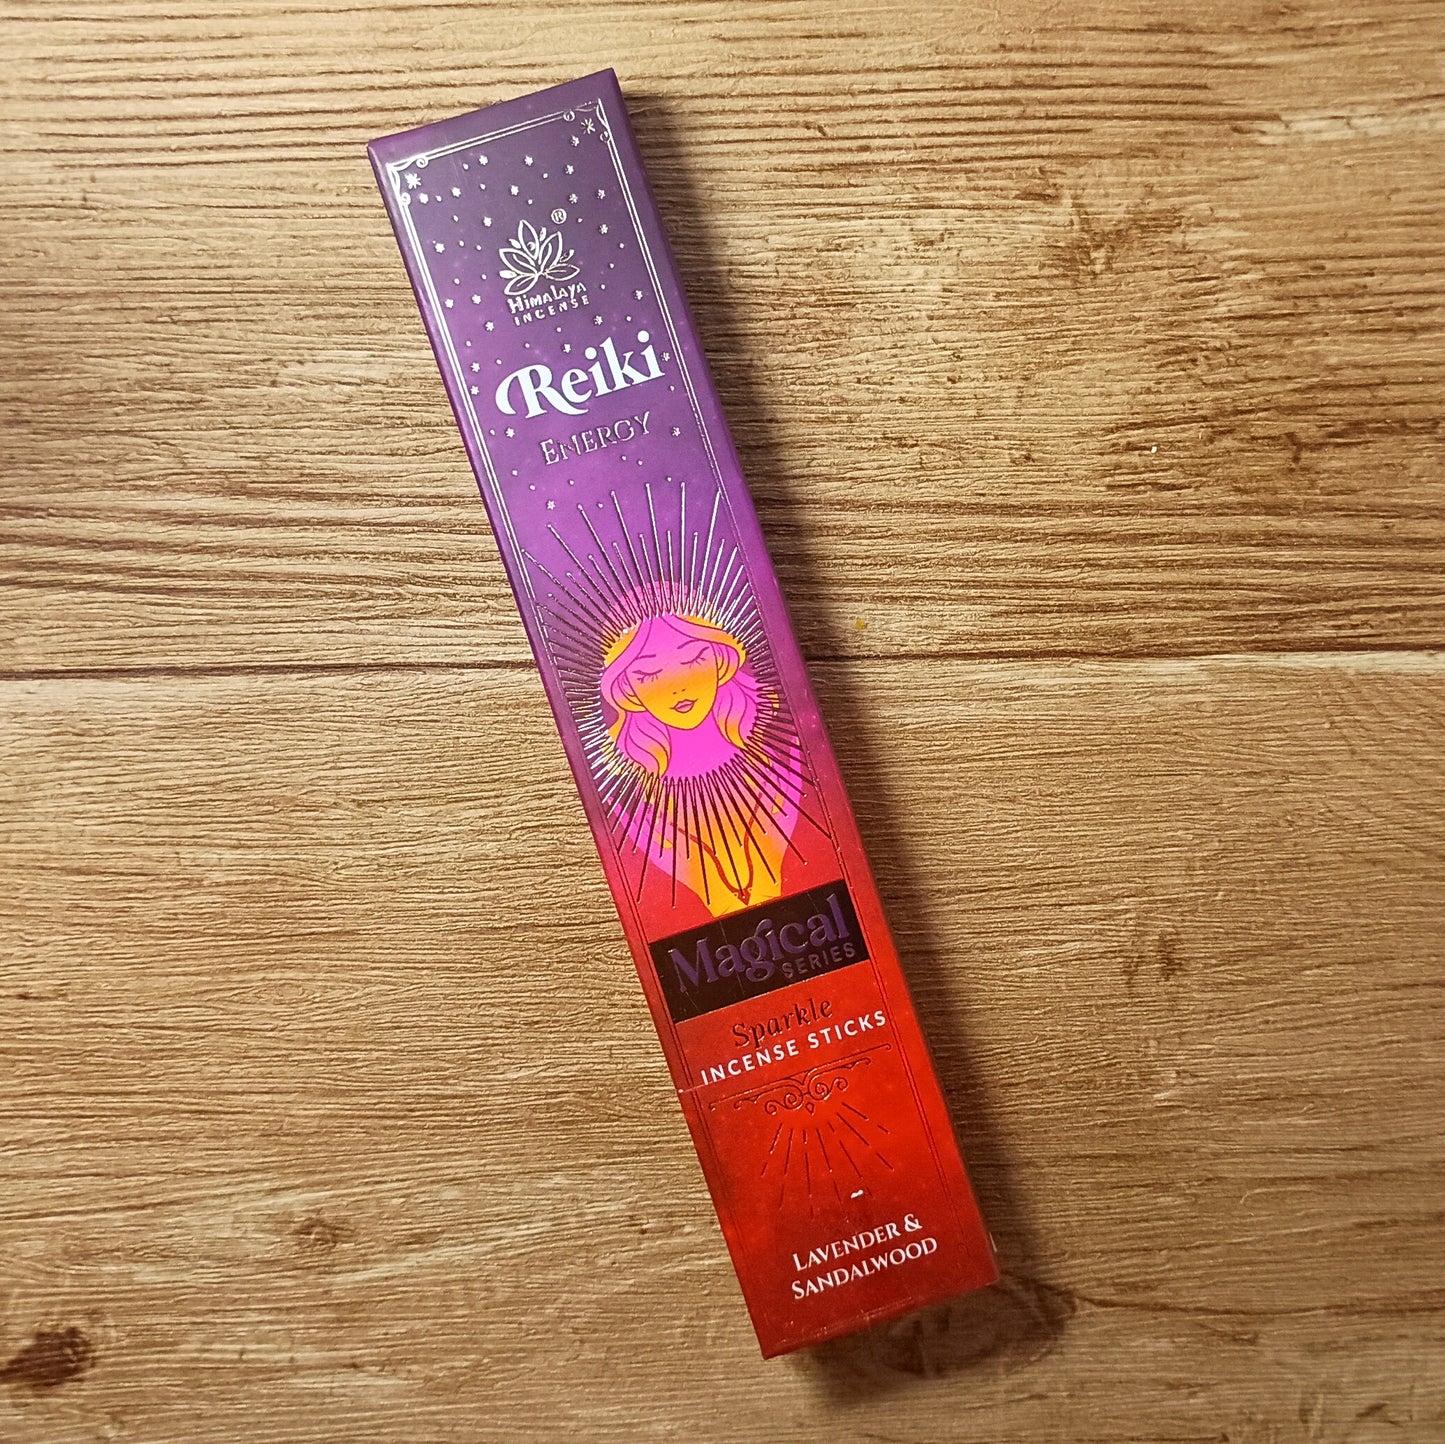 ®
Himalaya
INCENSE
Reiki
ENERGY
Magical
SERIES
Sparkle
INCENSE STICKS
LAVENDER &
SANDALWOOD